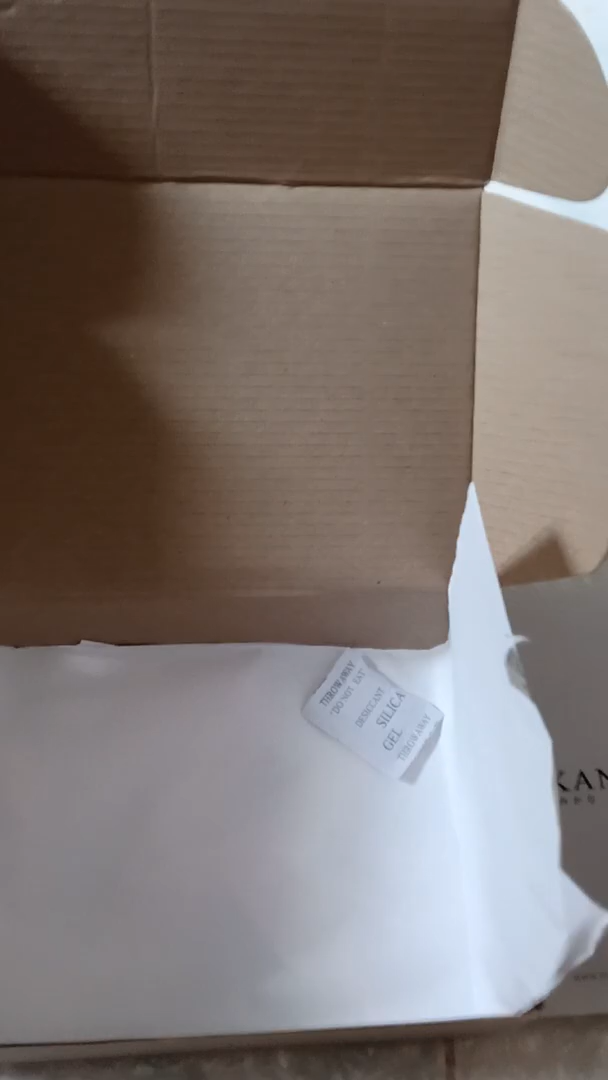 THROW AWAY
"DO NOT EAT"
DESICCANT
SILICA
GEL
THROW AWAY
KAN